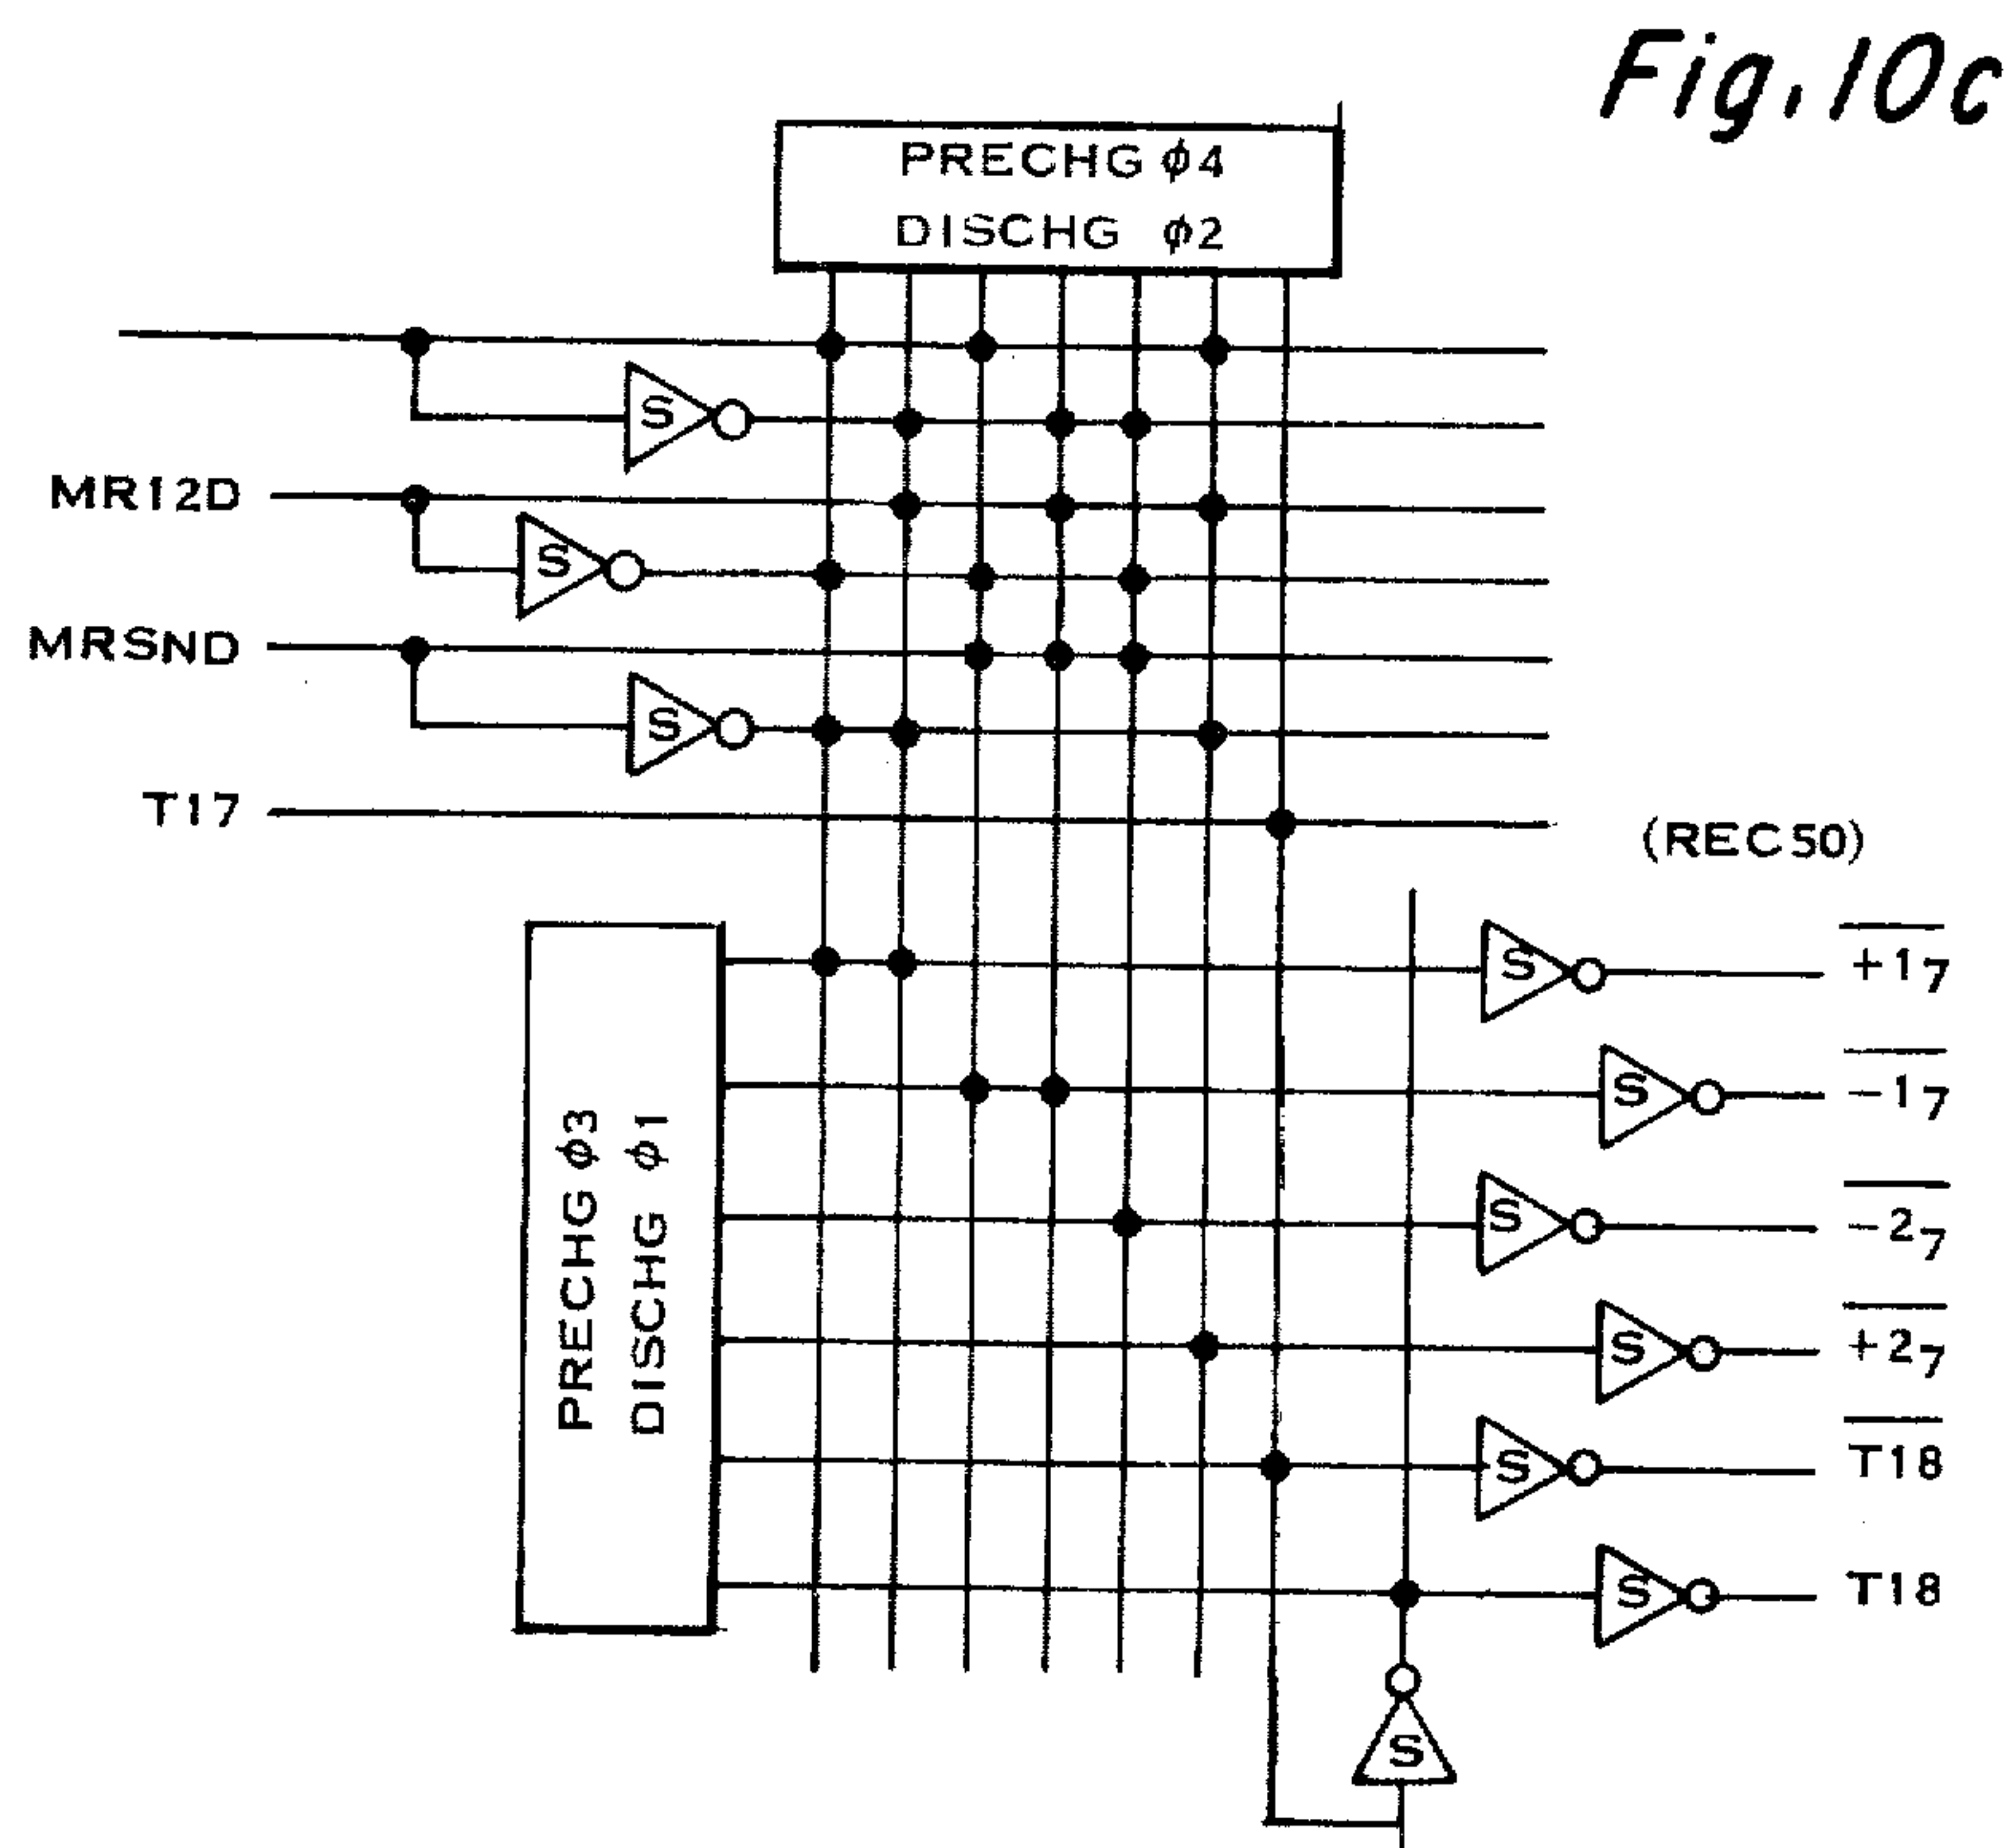 Fig. 10c
PRECHG φ4
DISCHG φ2
S
MR12D
S
MRSND
S
T17
(REC50)
PRECHG φ3
DISCHG φ1
S
+1₇
S
-1₇
S
-2₇
S
+2₇
S
T18
S
T18
S